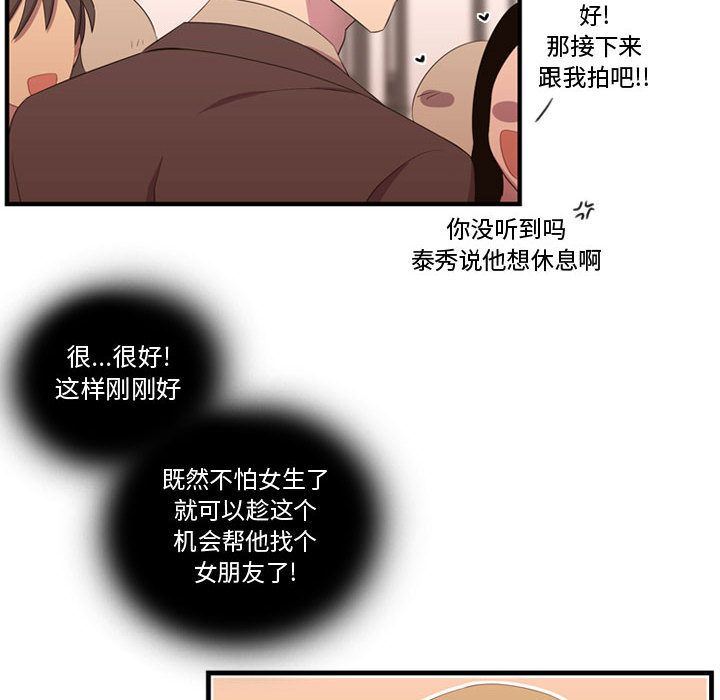 好!
那接下来
跟我拍吧!!
你没听到吗
泰秀说他想休息啊
很...很好!
这样刚刚好
既然不怕女生了
就可以趁这个
机会帮他找个
女朋友了!